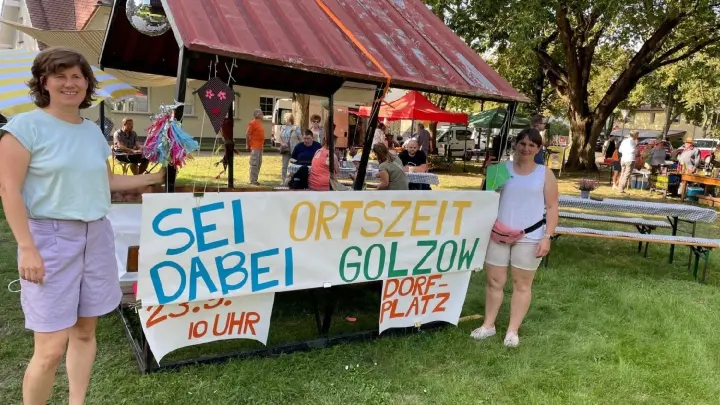 SEI
DABEI
ORTSZEIT
GOLZOW
23.9.
10 UHR
DORF-
PLATZ